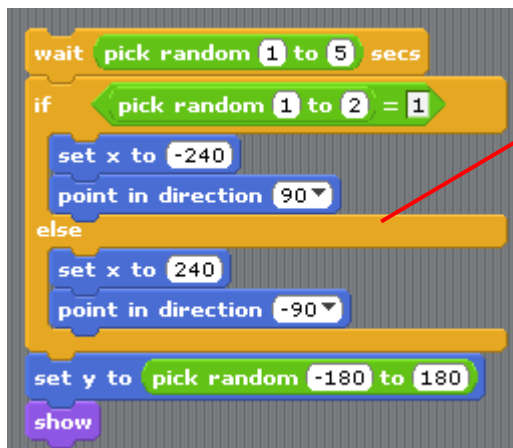 wait pick random 1 to 5 secs
if pick random 1 to 2 = 1
set x to -240
point in direction 90
else
set x to 240
point in direction -90
set y to pick random -180 to 180
show